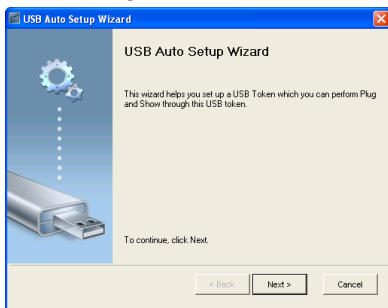 USB Auto Setup Wizard
USB Auto Setup Wizard
This wizard helps you set up a USB Token which you can perform Plug
and Show through this USB token.
To continue, click Next.
< Back
Next >
Cancel